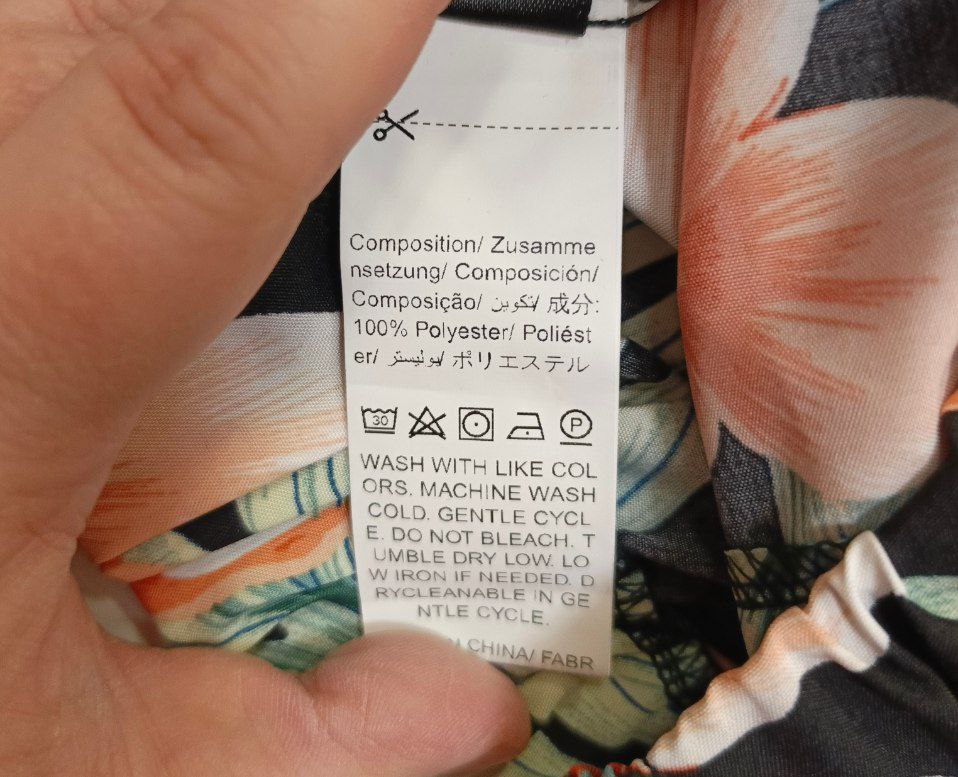 Composition/ Zusamme
nsetzung/ Composición/
Composição/ تكوين/ 成分:
100% Polyester/ Poliést
er/ بوليستر/ ポリエステル
30 P
WASH WITH LIKE COL
ORS. MACHINE WASH
COLD. GENTLE CYCL
E. DO NOT BLEACH. T
UMBLE DRY LOW. LO
W IRON IF NEEDED. D
RYCLEANABLE IN GE
NTLE CYCLE.
CHINA/ FABR